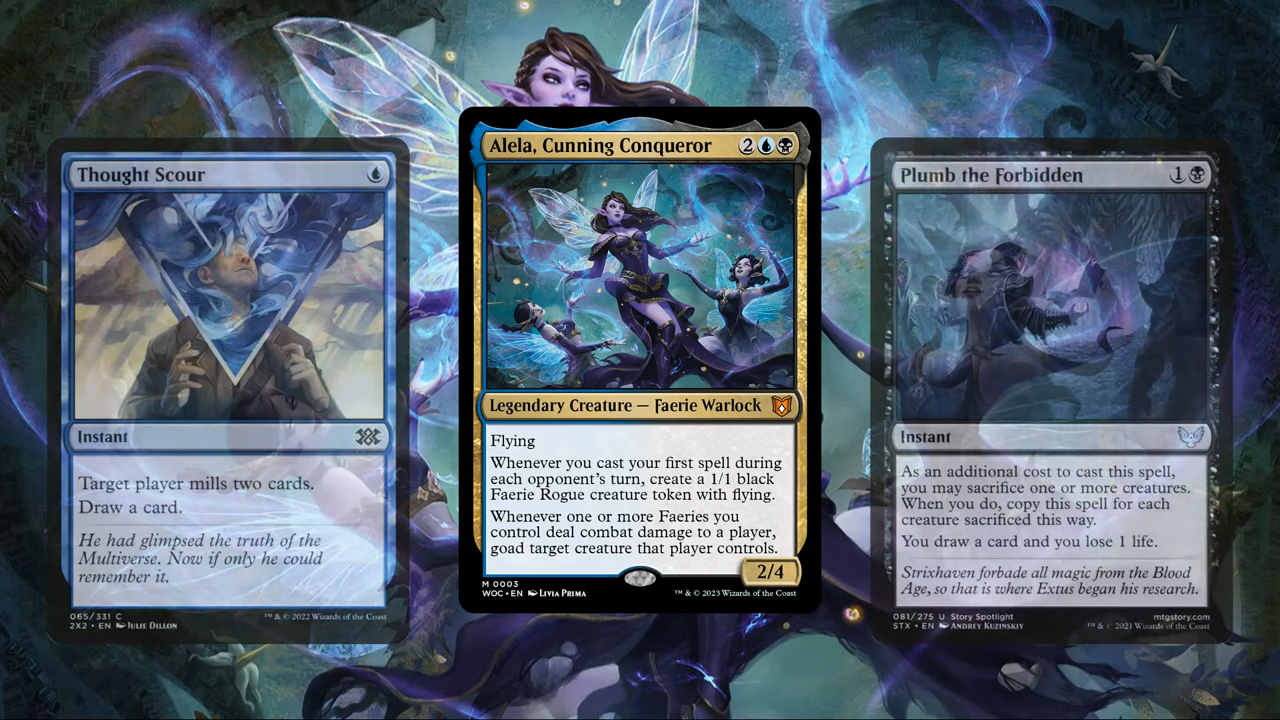 Thought Scour
Instant
Target player mills two cards.
Draw a card.
He had glimpsed the truth of the
Multiverse. Now if only he could
remember it.
065/331 C
2X2 • EN JULIE DILLON
™ & © 2022 Wizards of the Coast
Alela, Cunning Conqueror 2
Legendary Creature — Faerie Warlock
Flying
Whenever you cast your first spell during
each opponent's turn, create a 1/1 black
Faerie Rogue creature token with flying.
Whenever one or more Faeries you
control deal combat damage to a player,
goad target creature that player controls.
2/4
M 0003
WOC • EN LIVIA PRIMA
™ & © 2023 Wizards of the Coast
Plumb the Forbidden 1
Instant
As an additional cost to cast this spell,
you may sacrifice one or more creatures.
When you do, copy this spell for each
creature sacrificed this way.
You draw a card and you lose 1 life.
Strixhaven forbade all magic from the Blood
Age, so that is where Extus began his research.
081/275 U Story Spotlight
STX • EN ANDREY KUZINSKIY
mtgstory.com
™ & © 2021 Wizards of the Coast